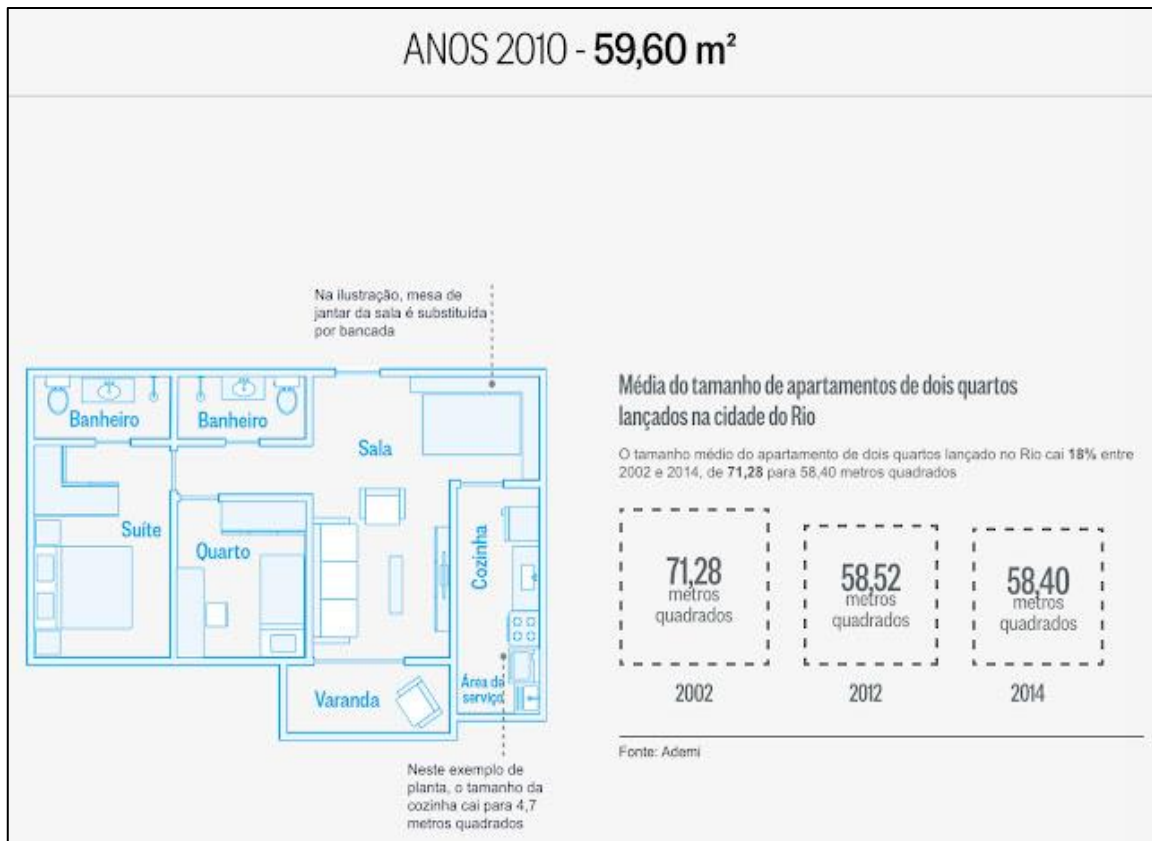 ANOS 2010 - 59,60 m²
Na ilustração, mesa de
jantar da sala é substituída
por bancada
Banheiro
Banheiro
Sala
Suíte
Quarto
Cozinha
Varanda
Área de
serviço
Neste exemplo de
planta, o tamanho da
cozinha cai para 4,7
metros quadrados
Média do tamanho de apartamentos de dois quartos
lançados na cidade do Rio
O tamanho médio do apartamento de dois quartos lançado no Rio cai 18% entre
2002 e 2014, de 71,28 para 58,40 metros quadrados
71,28
metros
quadrados
2002
58,52
metros
quadrados
2012
58,40
metros
quadrados
2014
Fonte: Ademi